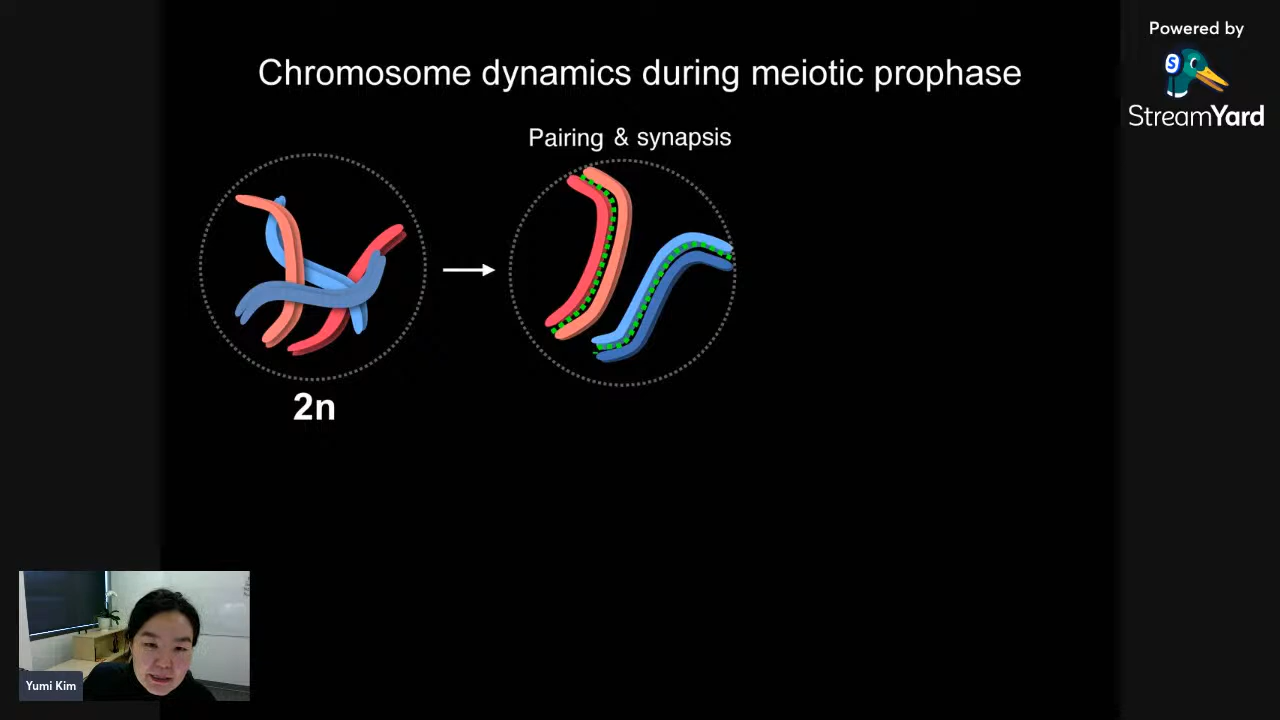 Powered by
S
StreamYard
Chromosome dynamics during meiotic prophase
Pairing & synapsis
2n
Yumi Kim